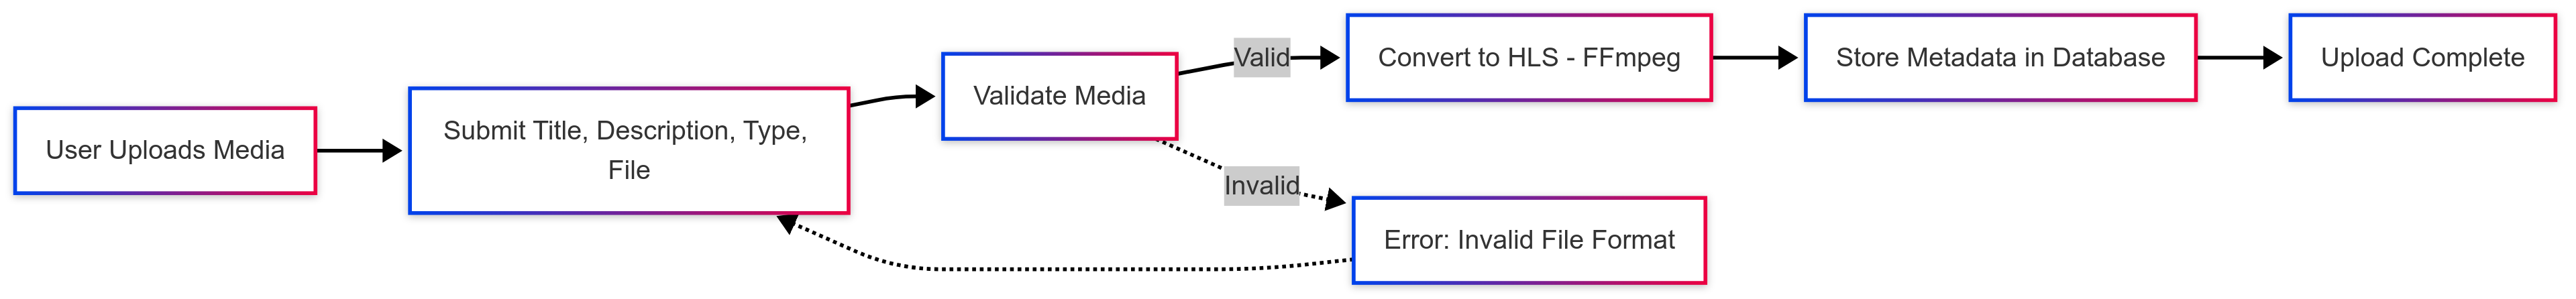 User Uploads Media
Submit Title, Description, Type,
File
Validate Media
Valid
Convert to HLS - FFmpeg
Store Metadata in Database
Upload Complete
Invalid
Error: Invalid File Format